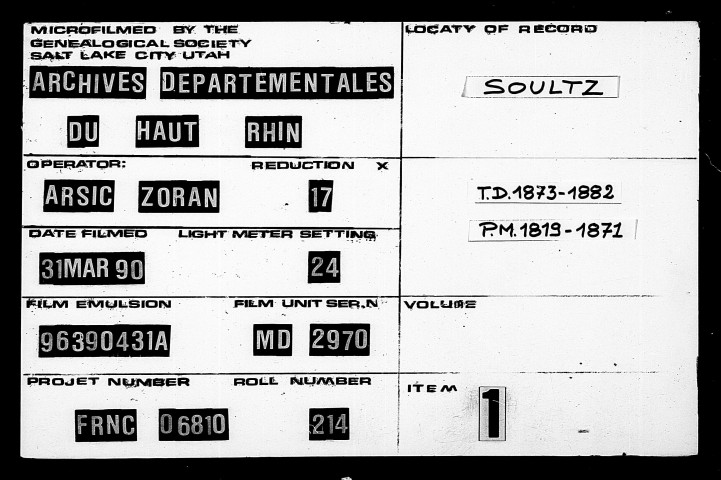 MICROFILMED BY THE
GENEALOGICAL SOCIETY
SALT LAKE CITY UTAH
ARCHIVES DEPARTEMENTALES
DU HAUT RHIN
OPERATOR: REDUCTION X
ARSIC ZORAN 17
DATE FILMED LIGHT METER SETTING
31MAR 90 24
FILM EMULSION FILM UNIT SER.N
96390431A MD 2970
PROJET NUMBER ROLL NUMBER
FRNC 06810 214
LOCATY OF RECORD
SOULTZ
T.D.1873-1882
P.M.1819-1871
VOLUME
ITEM 1